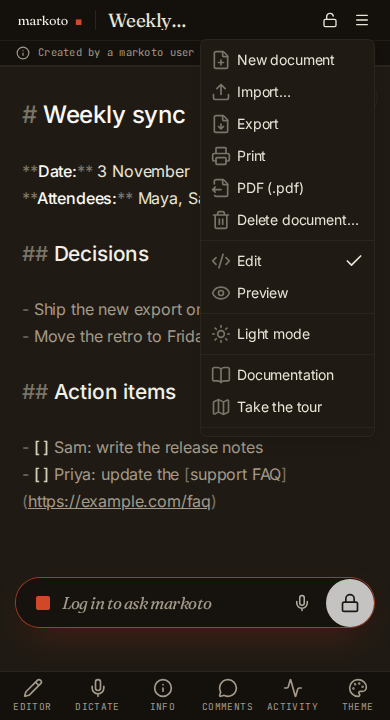 markoto
Weekly...
Created by a markoto user
New document
Import...
Export
Print
PDF (.pdf)
Delete document...
Edit
Preview
Light mode
Documentation
Take the tour
# Weekly sync
**Date:** 3 November
**Attendees:** Maya,
## Decisions
- Ship the new export
- Move the retro to
## Action items
- [ ] Sam: write the release notes
- [ ] Priya: update the [support FAQ]
(https://example.com/faq)
Log in to ask markoto
EDITOR
DICTATE
INFO
COMMENTS
ACTIVITY
THEME